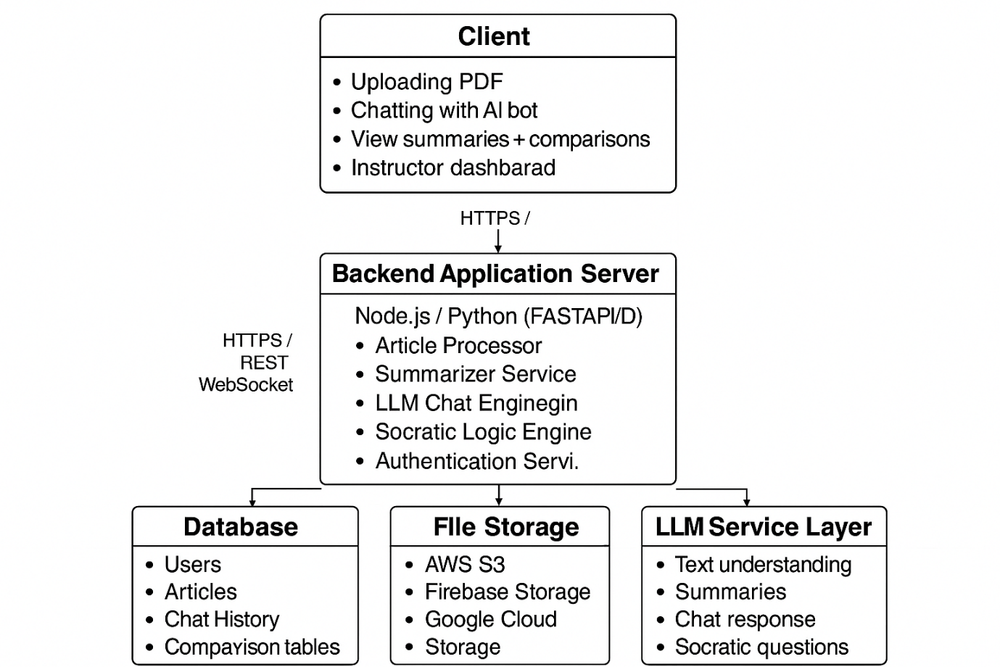 Client
• Uploading PDF
• Chatting with AI bot
• View summaries + comparisons
• Instructor dashbarad
HTTPS /
Backend Application Server
Node.js / Python (FASTAPI/D)
• Article Processor
• Summarizer Service
• LLM Chat Enginegin
• Socratic Logic Engine
• Authentication Servi.
HTTPS /
REST
WebSocket
Database
• Users
• Articles
• Chat History
• Comparison tables
FIle Storage
• AWS S3
• Firebase Storage
• Google Cloud
• Storage
LLM Service Layer
• Text understanding
• Summaries
• Chat response
• Socratic questions